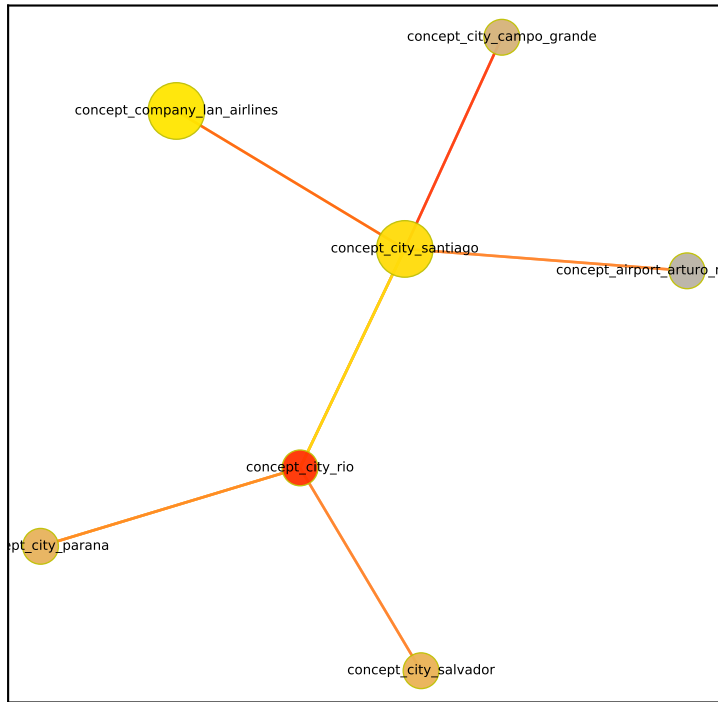 concept_city_campo_grande
concept_company_lan_airlines
concept_city_santiago
concept_airport_arturo_
concept_city_rio
ept_city_parana
concept_city_salvador